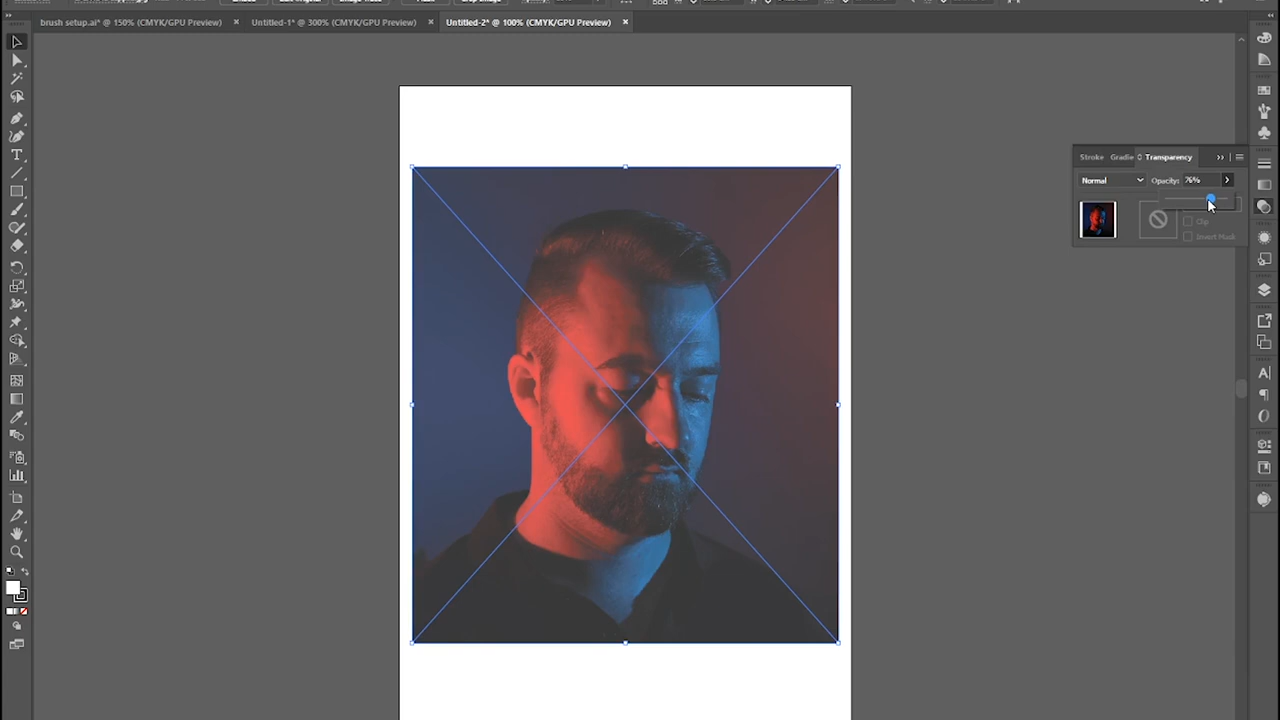 brush setup.ai* @ 150% (CMYK/GPU Preview) × Untitled-1* @ 300% (CMYK/GPU Preview) × Untitled-2* @ 100% (CMYK/GPU Preview) ×
Stroke Gradie Transparency
Normal Opacity: 76%
Clip
Invert Mask